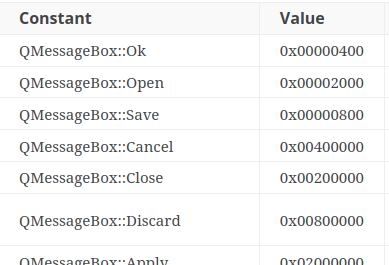 Constant Value
QMessageBox::Ok 0x00000400
QMessageBox::Open 0x00002000
QMessageBox::Save 0x00000800
QMessageBox::Cancel 0x00400000
QMessageBox::Close 0x00200000
QMessageBox::Discard 0x00800000
QMessageBox::Apply 0x02000000